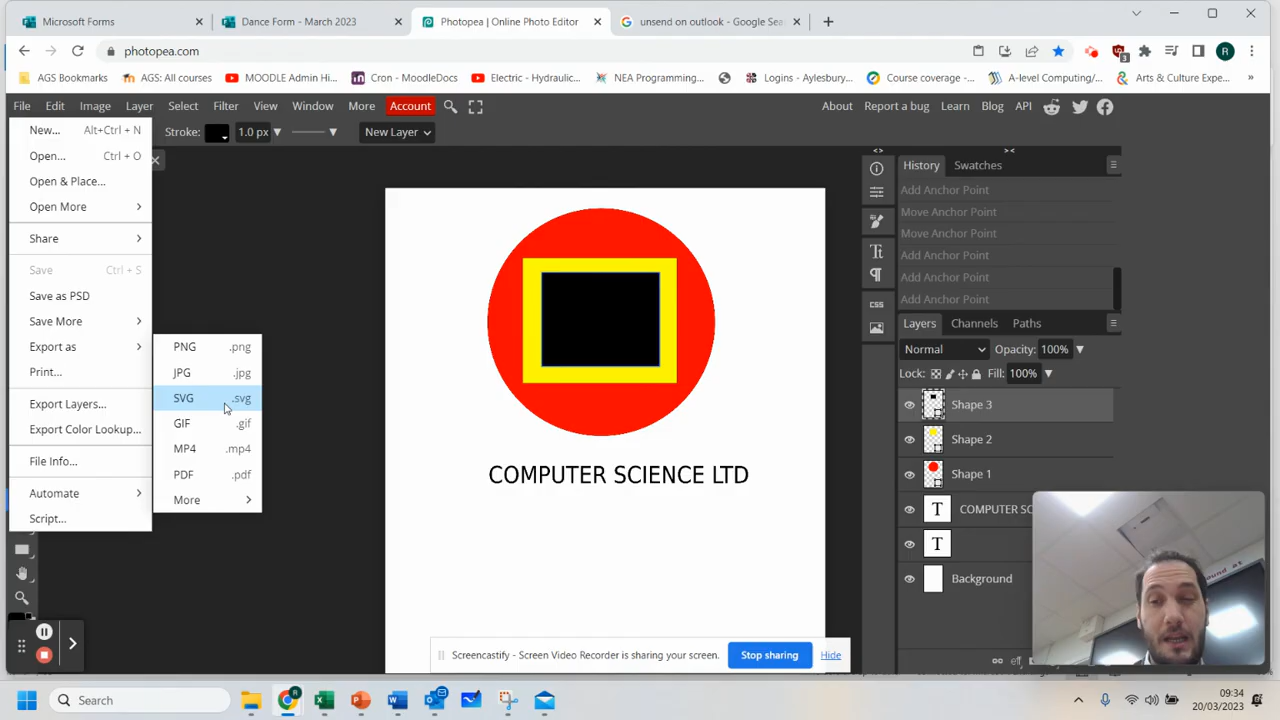 Microsoft Forms
Dance Form - March 2023
Photopea | Online Photo Editor
unsend on outlook - Google Sea
photopea.com
3
R
AGS Bookmarks
AGS: All courses
MOODLE Admin Hi...
Cron - MoodleDocs
Electric - Hydraulic...
NEA Programming...
Logins - Aylesbury...
Course coverage -...
A-level Computing/...
Arts & Culture Expe...
»
File Edit Image Layer Select Filter View Window More Account
About Report a bug Learn Blog API
Stroke: 1.0 px New Layer
New... Alt+Ctrl + N
Open... Ctrl + O
Open & Place...
Open More
Share
Save Ctrl + S
Save as PSD
Save More
Export as
Print...
Export Layers...
Export Color Lookup...
File Info...
Automate
Script...
PNG .png
JPG .jpg
SVG .svg
GIF .gif
MP4 .mp4
PDF .pdf
More
COMPUTER SCIENCE LTD
< > > <
History Swatches
Add Anchor Point
Move Anchor Point
Move Anchor Point
Add Anchor Point
Add Anchor Point
Add Anchor Point
CSS
Layers Channels Paths
Normal Opacity: 100%
Lock: Fill: 100%
Shape 3
Shape 2
Shape 1
T COMPUTER SC
T
Background
Screencastify - Screen Video Recorder is sharing your screen. Stop sharing Hide
Search
09:34
20/03/2023